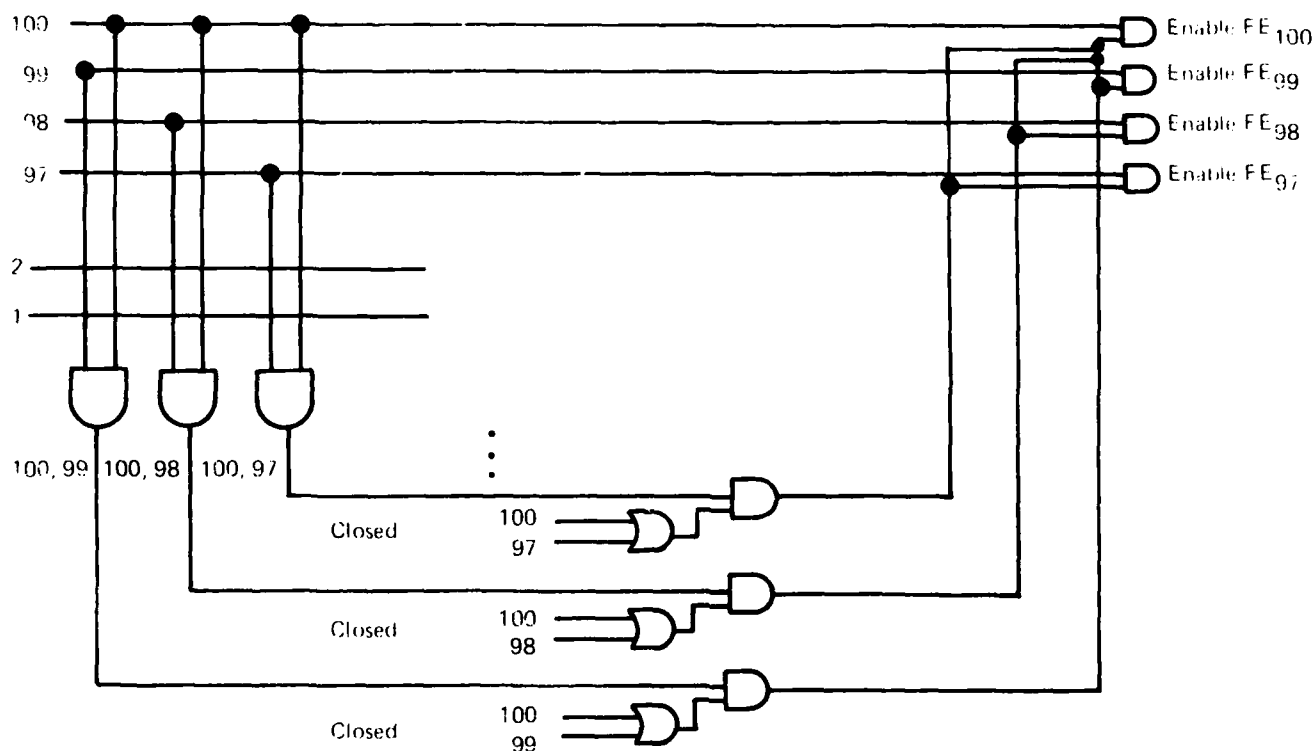 100
Enable FE100
99
Enable FE99
98
Enable FE98
97
Enable FE97
2
1
100, 99
100, 98
100, 97
Closed
100
97
Closed
100
98
Closed
100
99